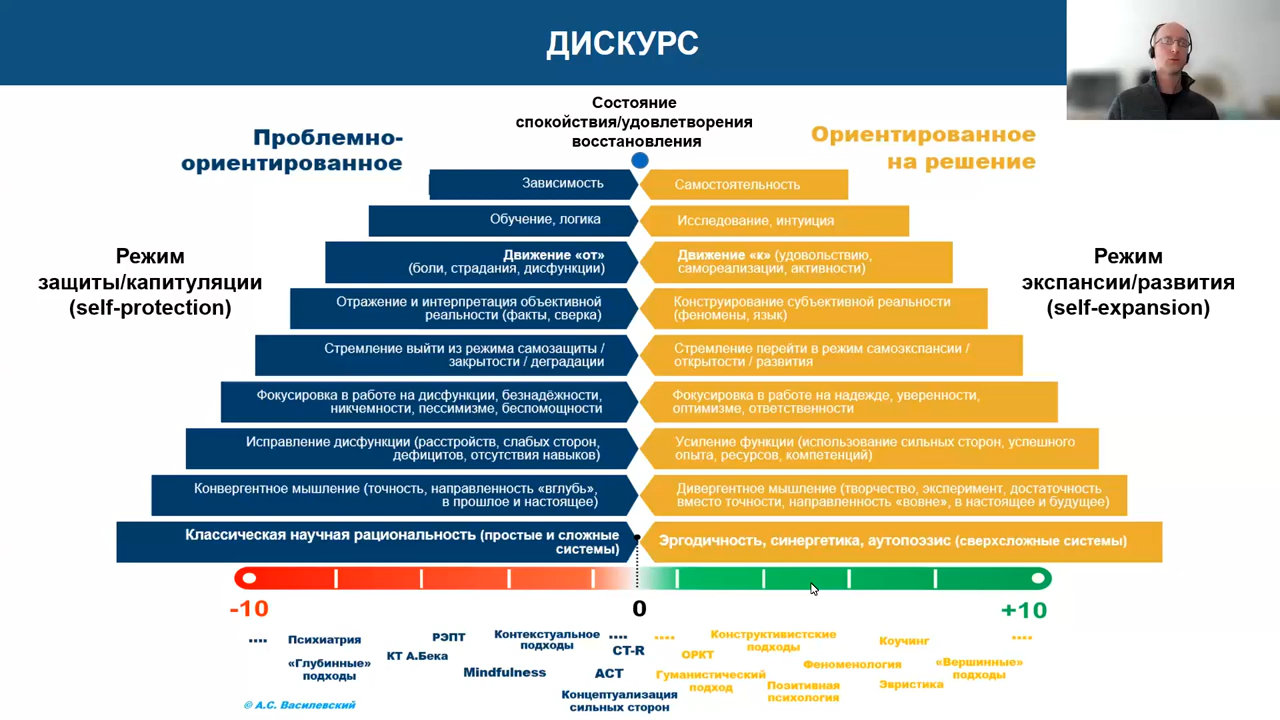 ДИСКУРС
Состояние
спокойствия/удовлетворения
восстановления
Проблемно-
ориентированное
Ориентированное
на решение
Режим
защиты/капитуляции
(self-protection)
Режим
экспансии/развития
(self-expansion)
Зависимость
Самостоятельность
Обучение, логика
Исследование, интуиция
Движение «от»
(боли, страдания, дисфункции)
Движение «к» (удовольствию,
самореализации, активности)
Отражение и интерпретация объективной
реальности (факты, сверка)
Конструирование субъективной реальности
(феномены, язык)
Стремление выйти из режима самозащиты /
закрытости / деградации
Стремление перейти в режим самоэкспансии /
открытости / развития
Фокусировка в работе на дисфункции, безнадёжности,
никчемности, пессимизме, беспомощности
Фокусировка в работе на надежде, уверенности,
оптимизме, ответственности
Исправление дисфункции (расстройств, слабых сторон,
дефицитов, отсутствия навыков)
Усиление функции (использование сильных сторон, успешного
опыта, ресурсов, компетенций)
Конвергентное мышление (точность, направленность «вглубь»,
в прошлое и настоящее)
Дивергентное мышление (творчество, эксперимент, достаточность
вместо точности, направленность «вовне», в настоящее и будущее)
Классическая научная рациональность (простые и сложные
системы)
Эргодичность, синергетика, аутопоэзис (сверхсложные системы)
-10
0
+10
.... Психиатрия
«Глубинные»
подходы
РЭПТ
КТ А.Бека
Контекстуальное
подходы
Mindfulness
....
CT-R
ACT
Концептуализация
сильных сторон
....
ОРКТ
Гуманистический
подход
Конструктивистские
подходы
Позитивная
психология
Феноменология
Коучинг
Эвристика
«Вершинные»
подходы
....
© А.С. Василевский